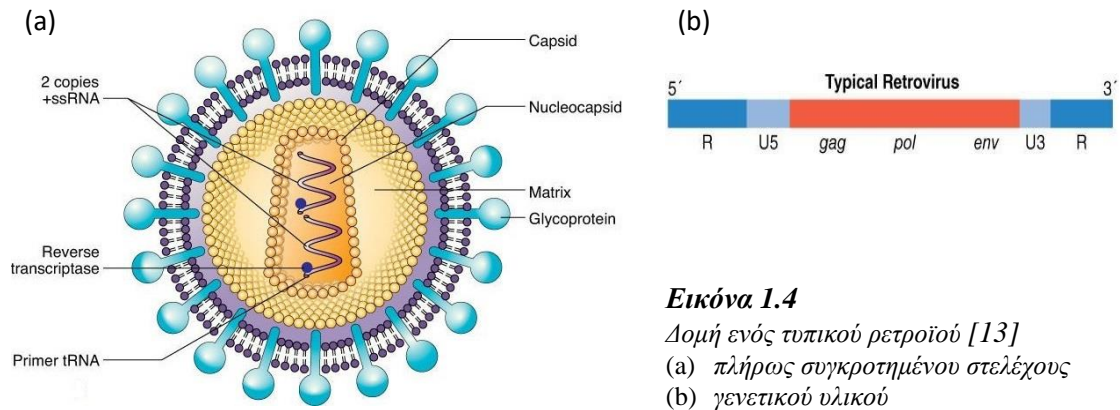 (a)
Capsid
2 copies
+ssRNA
Nucleocapsid
Matrix
Glycoprotein
Reverse
transcriptase
Primer tRNA
(b)
Typical Retrovirus
5´ 3´
R U5 gag pol env U3 R
Εικόνα 1.4
Δομή ενός τυπικού ρετροϊού [13]
(a) πλήρως συγκροτημένου στελέχους
(b) γενετικού υλικού